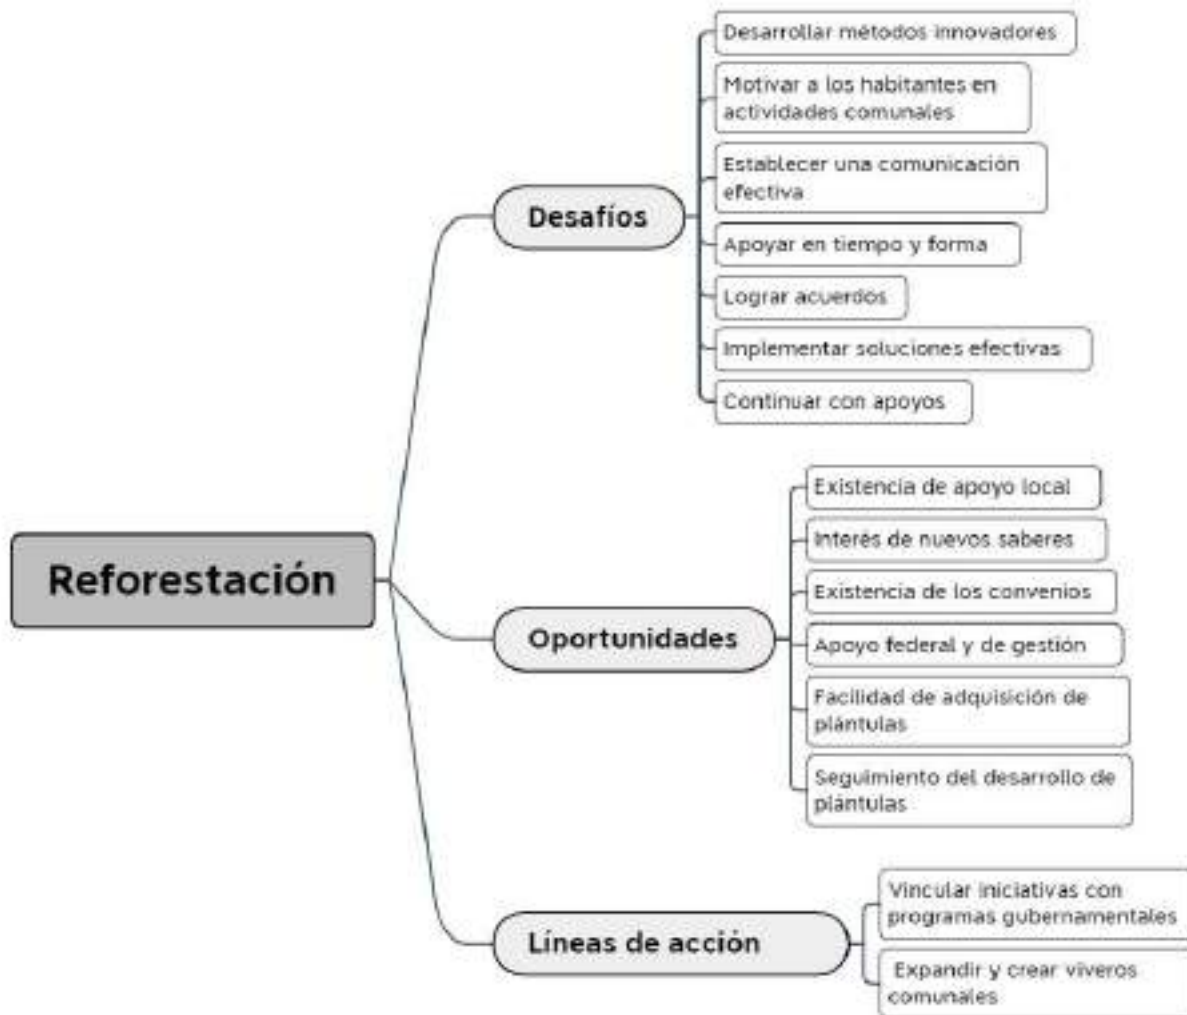 Reforestación
Desafíos
Desarrollar métodos innovadores
Motivar a los habitantes en
actividades comunales
Establecer una comunicación
efectiva
Apoyar en tiempo y forma
Lograr acuerdos
Implementar soluciones efectivas
Continuar con apoyos
Oportunidades
Existencia de apoyo local
Interés de nuevos saberes
Existencia de los convenios
Apoyo federal y de gestión
Facilidad de adquisición de
plántulas
Seguimiento del desarrollo de
plántulas
Líneas de acción
Vincular iniciativas con
programas gubernamentales
Expandir y crear viveros
comunales